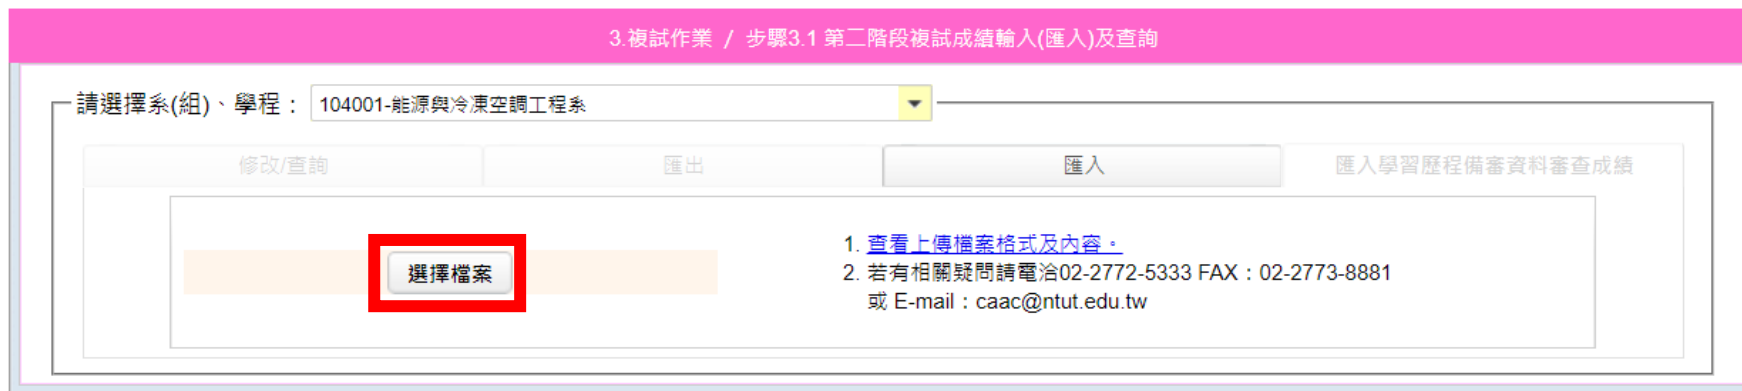 3.複試作業 / 步驟3.1 第二階段複試成績輸入(匯入)及查詢
請選擇系(組)、學程： 104001-能源與冷凍空調工程系
修改/查詢 匯出 匯入 匯入學習歷程備審資料審查成績
選擇檔案
1. 查看上傳檔案格式及內容。
2. 若有相關疑問請電洽02-2772-5333 FAX：02-2773-8881
或 E-mail：caac@ntut.edu.tw